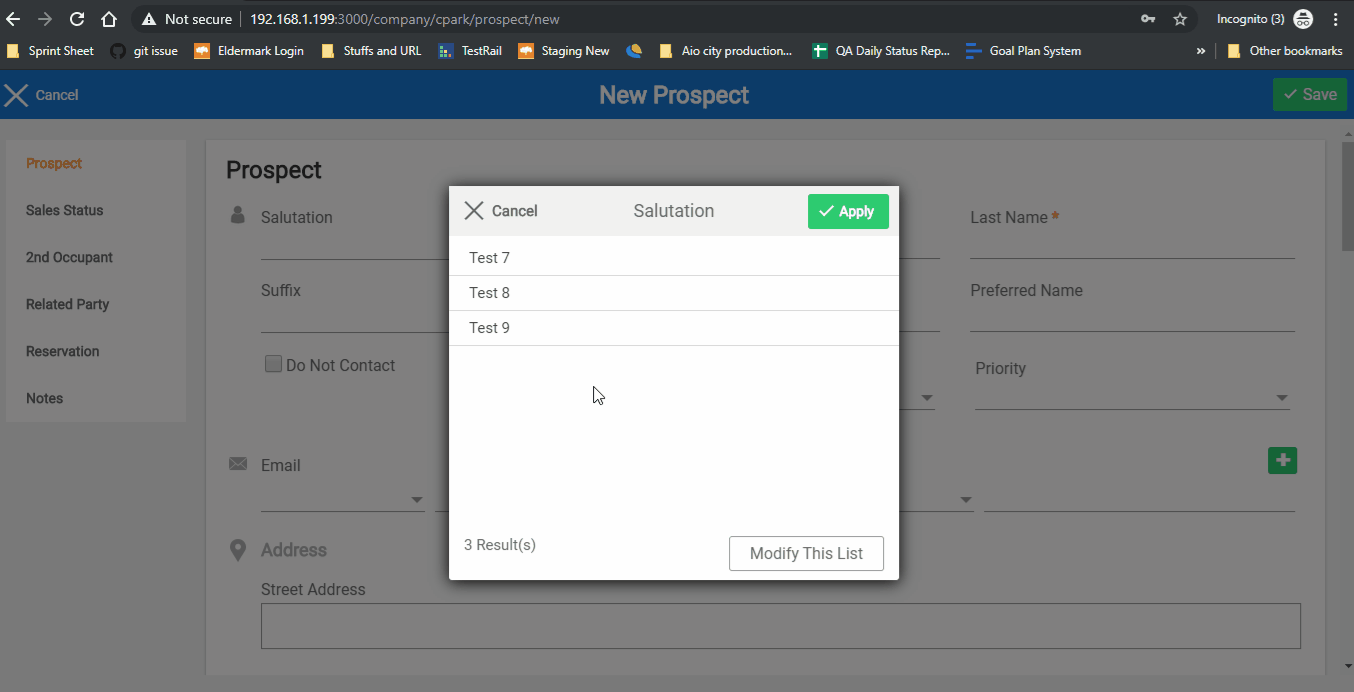 Not secure 192.168.1.199:3000/company/cpark/prospect/new Incognito (3)
Sprint Sheet git issue Eldermark Login Stuffs and URL TestRail Staging New Aio city production... QA Daily Status Rep... Goal Plan System » Other bookmarks
Cancel New Prospect Save
Prospect
Sales Status
2nd Occupant
Related Party
Reservation
Notes
Prospect
Salutation Last Name *
Suffix Preferred Name
Do Not Contact Priority
Email
Address
Street Address
Cancel Salutation Apply
Test 7
Test 8
Test 9
3 Result(s) Modify This List